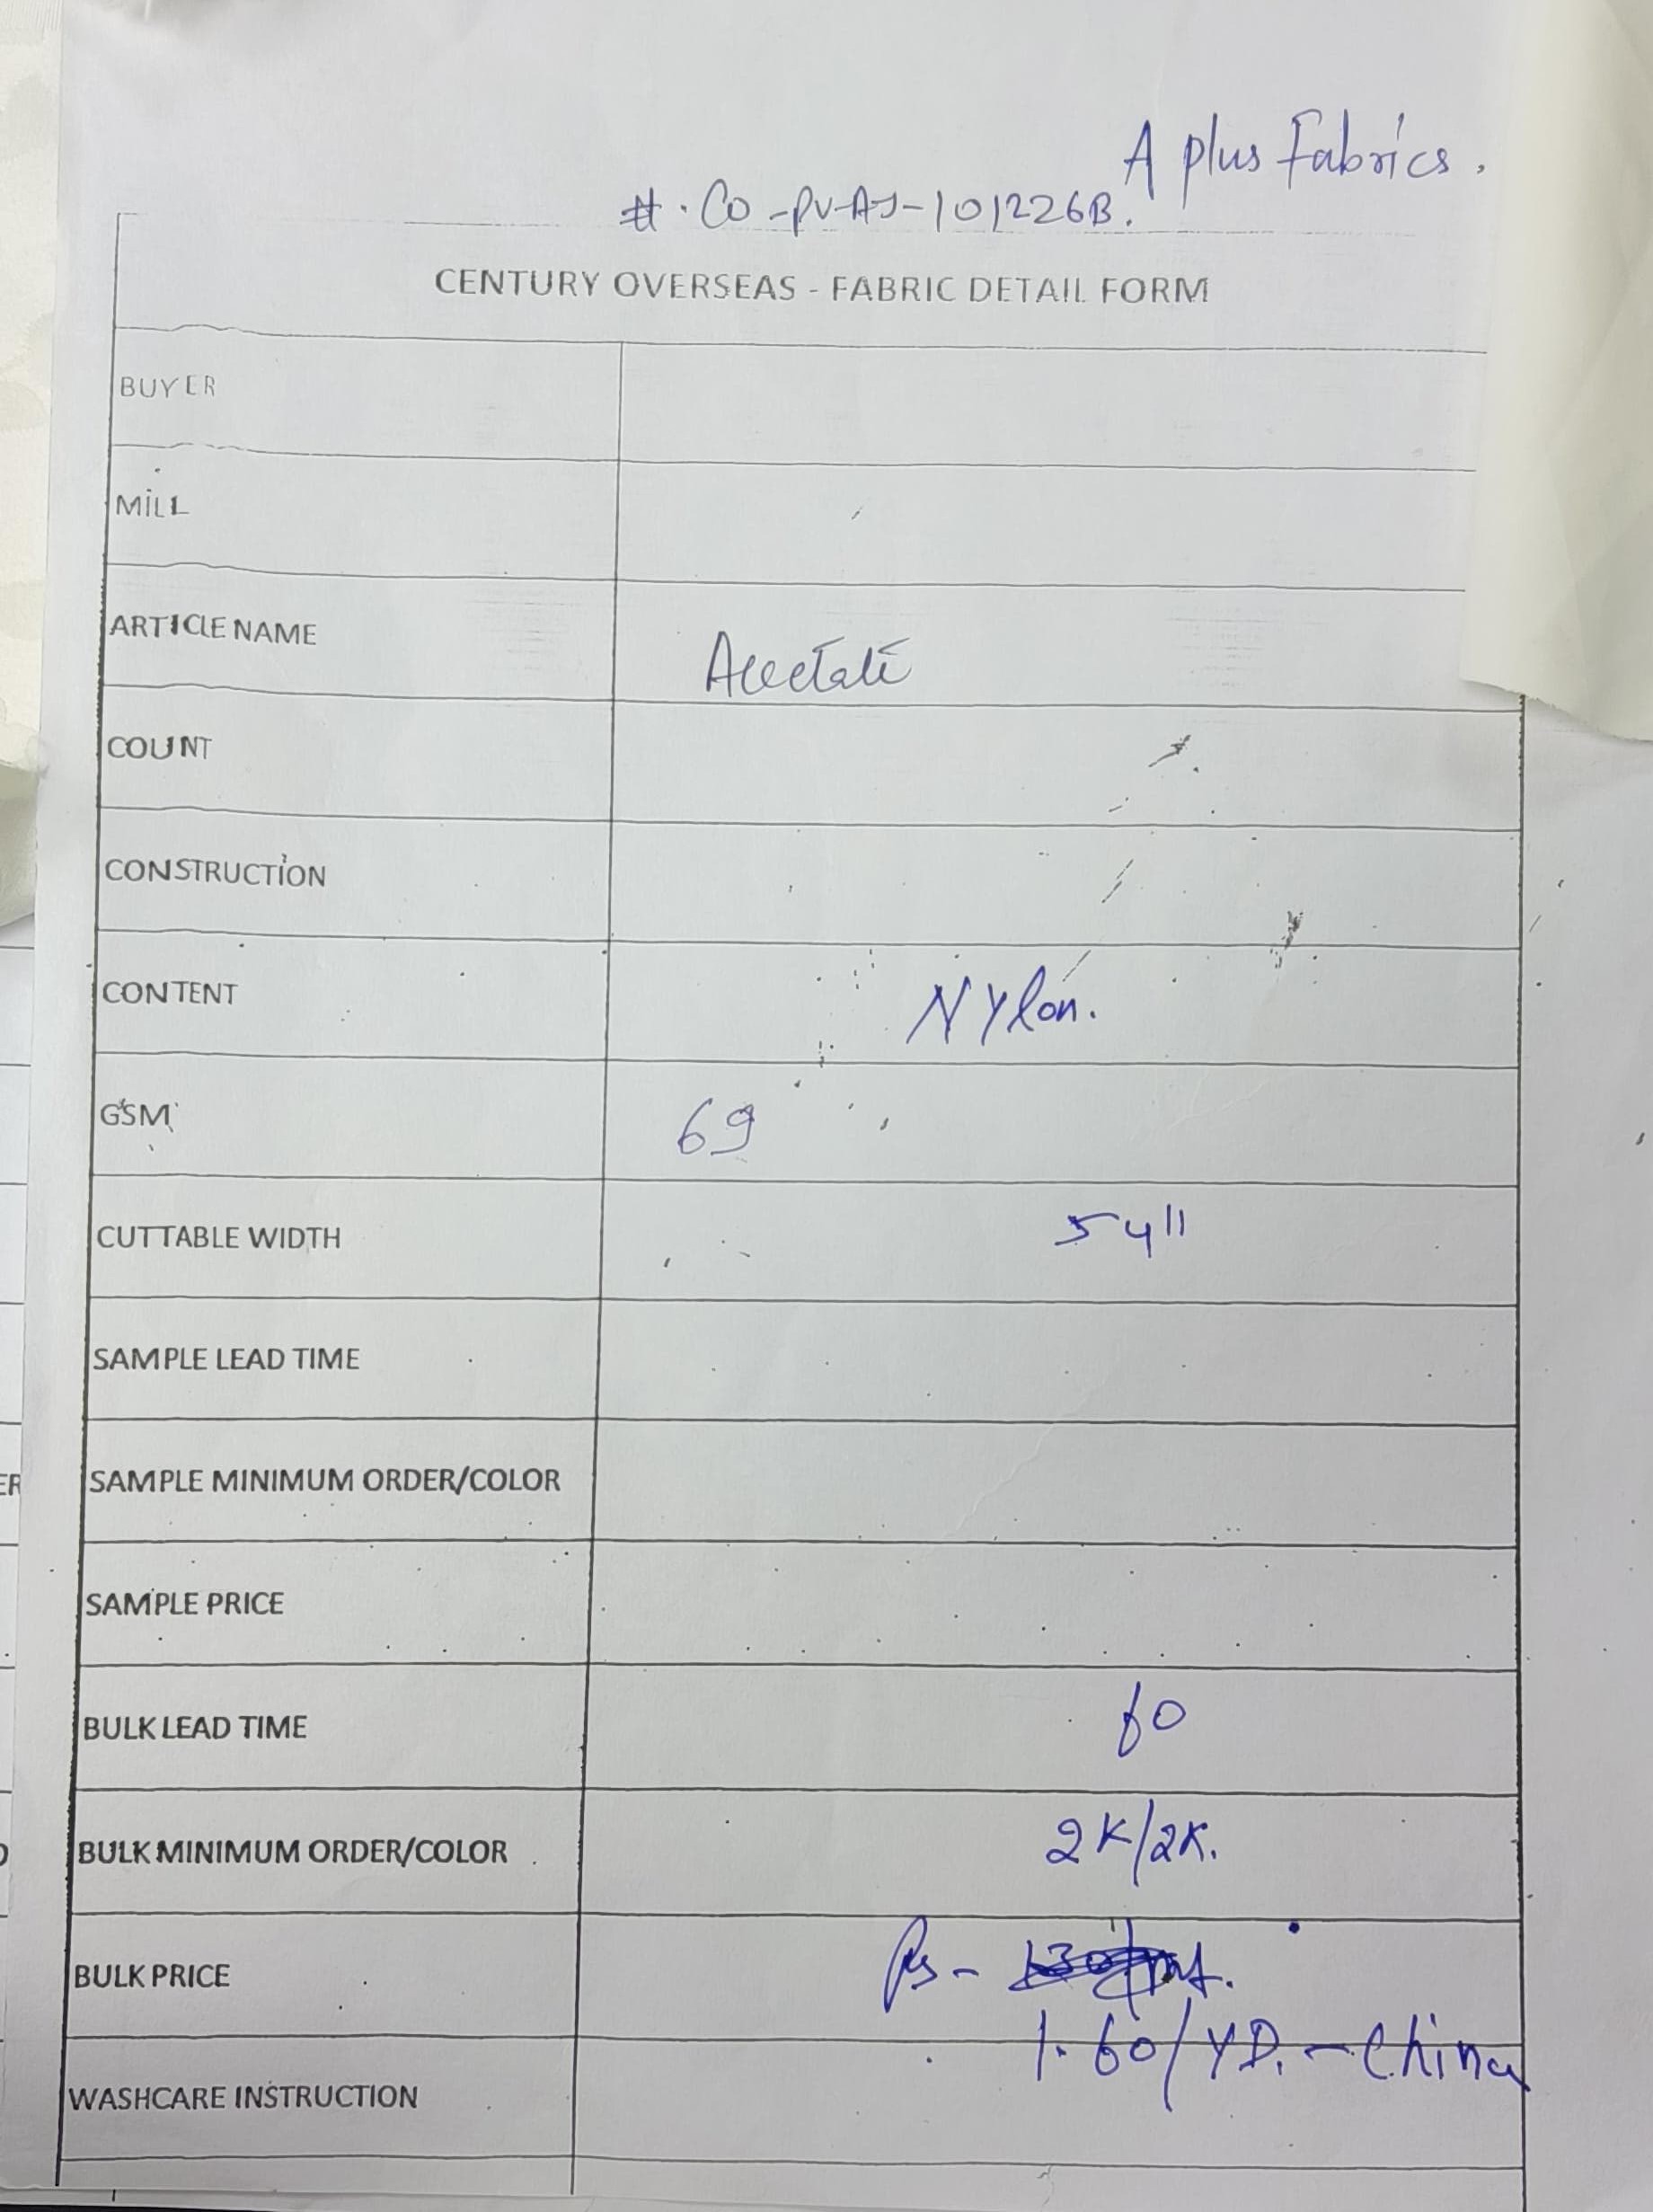 A plus Fabrics.
#. CO-PV-AJ-101226B.
CENTURY OVERSEAS - FABRIC DETAIL FORM
BUYER
MILL
ARTICLE NAME Acetate
COUNT
CONSTRUCTION
CONTENT Nylon.
GSM 69
CUTTABLE WIDTH 54"
SAMPLE LEAD TIME
ER
SAMPLE MINIMUM ORDER/COLOR
SAMPLE PRICE
BULK LEAD TIME 60
BULK MINIMUM ORDER/COLOR 2K/2K.
BULK PRICE Rs -
1.60/YD. - China
WASHCARE INSTRUCTION